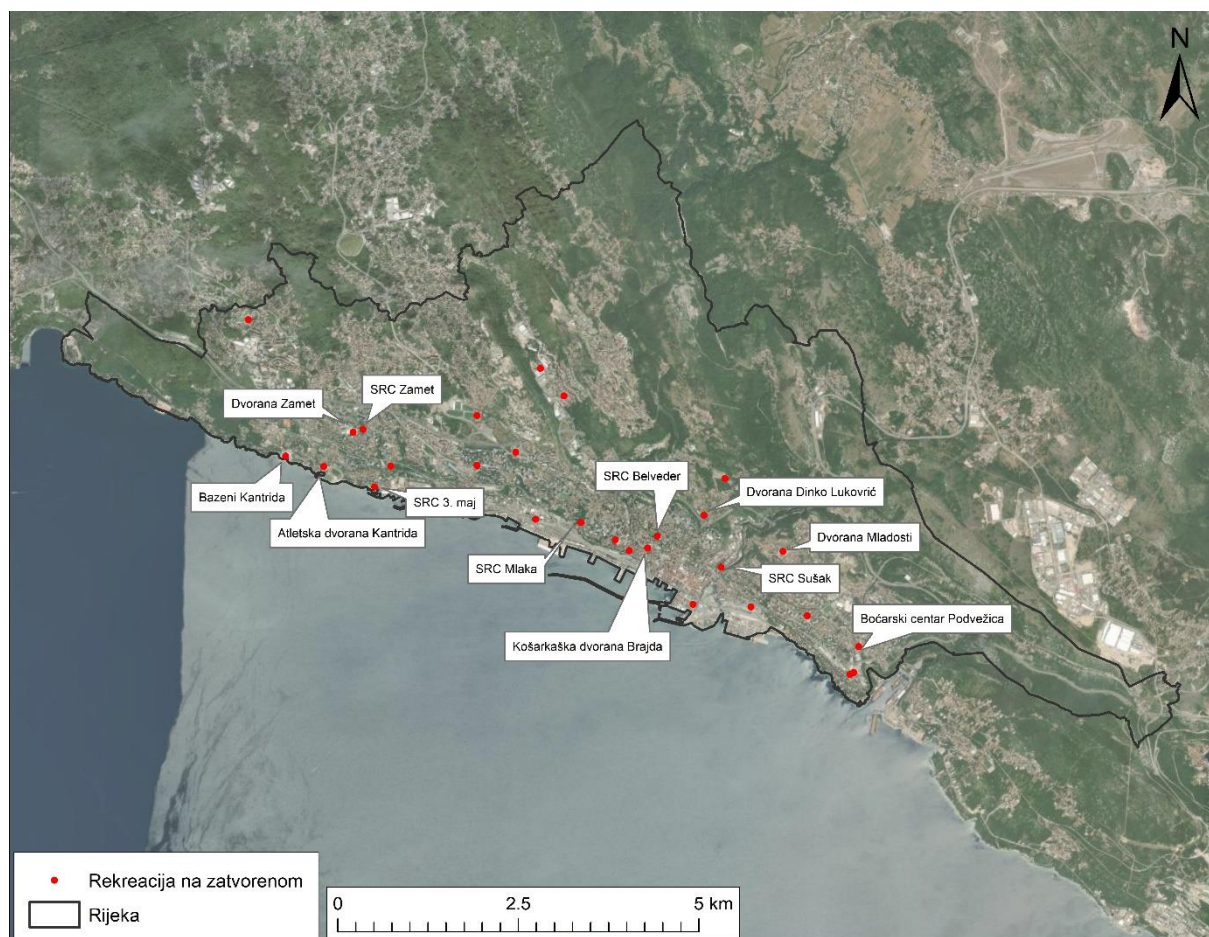 N
SRC Zamet
Dvorana Zamet
SRC Belveder
Dvorana Dinko Lukovrić
Bazeni Kantrida
SRC 3. maj
Atletska dvorana Kantrida
Dvorana Mladosti
SRC Mlaka
SRC Sušak
Boćarski centar Podvežica
Košarkaška dvorana Brajda
Rekreacija na zatvorenom
Rijeka
0 2.5 5 km